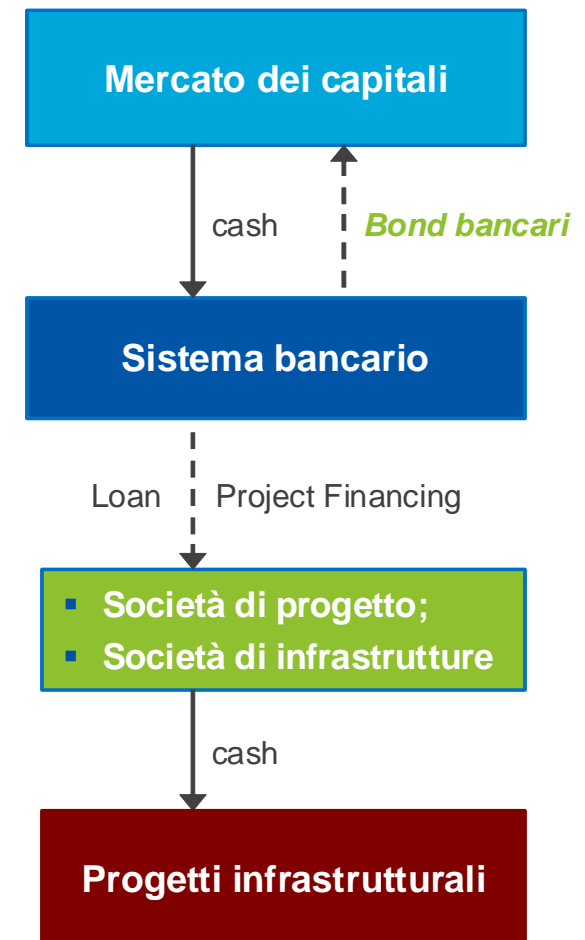 Mercato dei capitali
cash
Bond bancari
Sistema bancario
Loan
Project Financing
▪ Società di progetto;
▪ Società di infrastrutture
cash
Progetti infrastrutturali